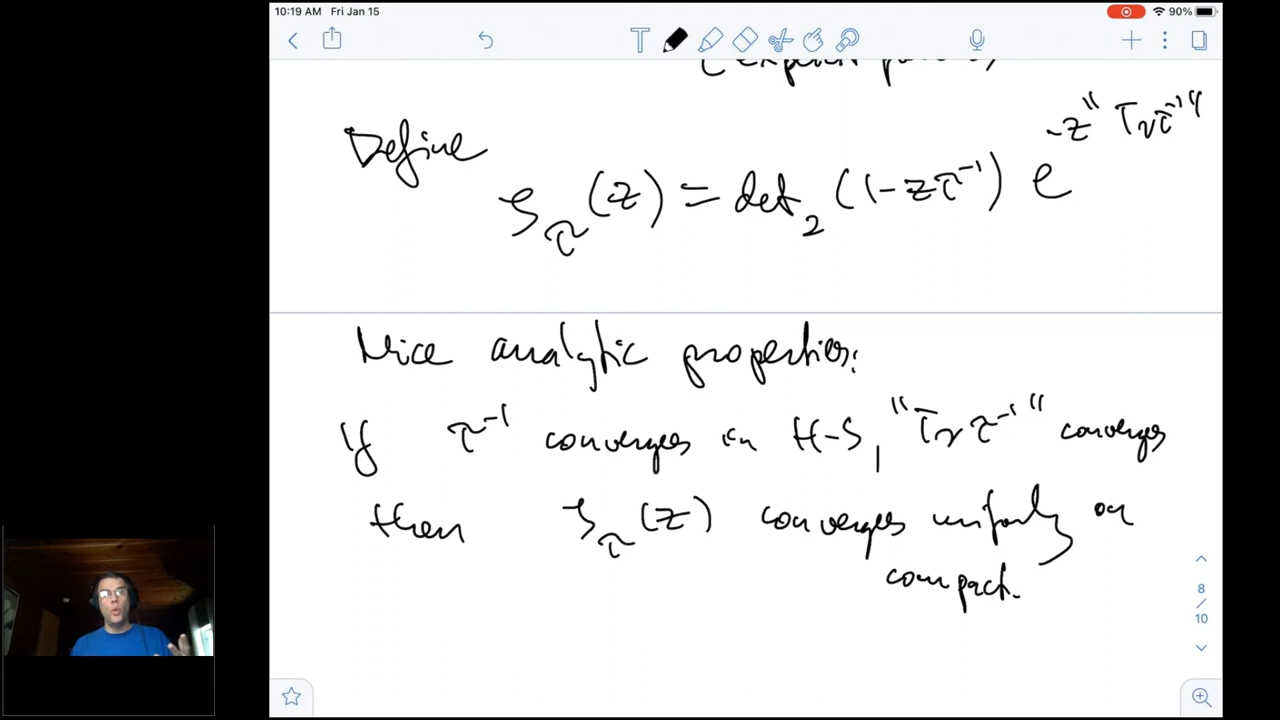 10:19 AM Fri Jan 15
90%
Define
ζ_τ(z) = det₂ (1 - zτ⁻¹) e^{-z "Tr τ⁻¹"}
Nice analytic properties:
If τ⁻¹ converges in H-S, "Tr τ⁻¹" converges
then ζ_τ(z) converges uniformly on
compact.
8
/
10